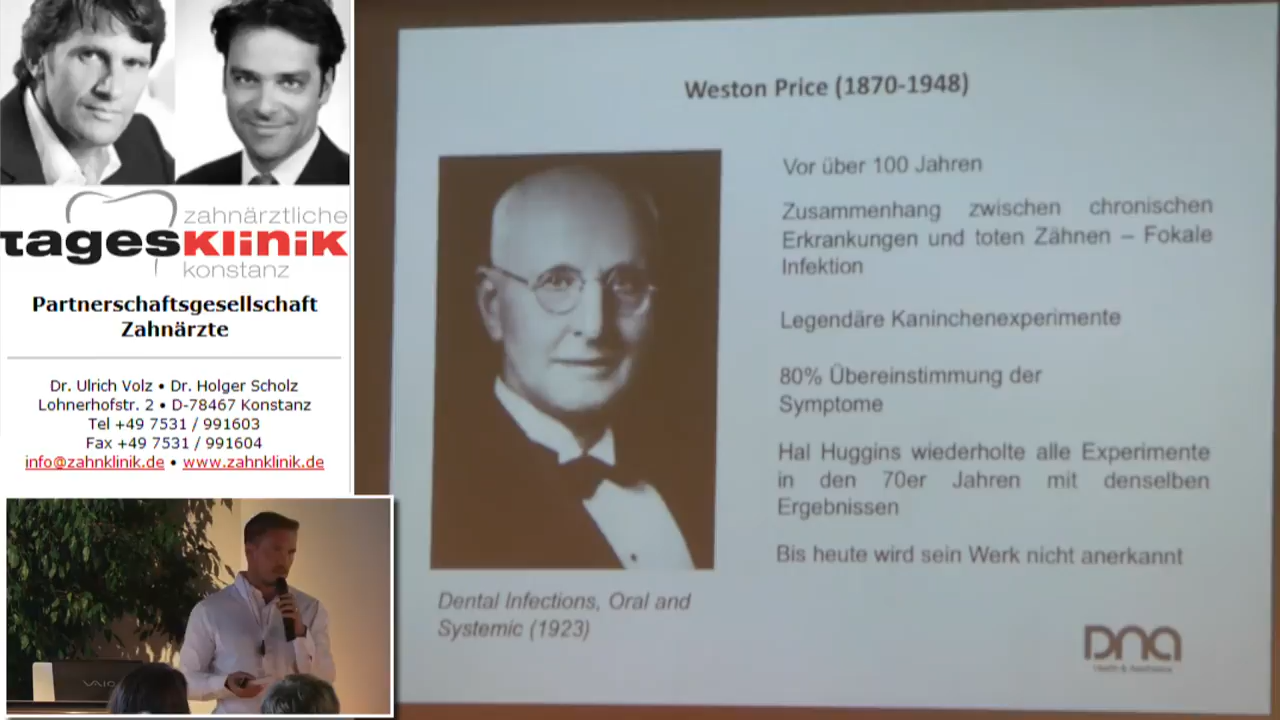 zahnärztliche
tagesklinik
konstanz
Partnerschaftsgesellschaft
Zahnärzte
Dr. Ulrich Volz • Dr. Holger Scholz
Lohnerhofstr. 2 • D-78467 Konstanz
Tel +49 7531 / 991603
Fax +49 7531 / 991604
info@zahnklinik.de • www.zahnklinik.de
VAIO
Weston Price (1870-1948)
Vor über 100 Jahren
Zusammenhang zwischen chronischen
Erkrankungen und toten Zähnen – Fokale
Infektion
Legendäre Kaninchenexperimente
80% Übereinstimmung der
Symptome
Hal Huggins wiederholte alle Experimente
in den 70er Jahren mit denselben
Ergebnissen
Bis heute wird sein Werk nicht anerkannt
Dental Infections, Oral and
Systemic (1923)
DNA